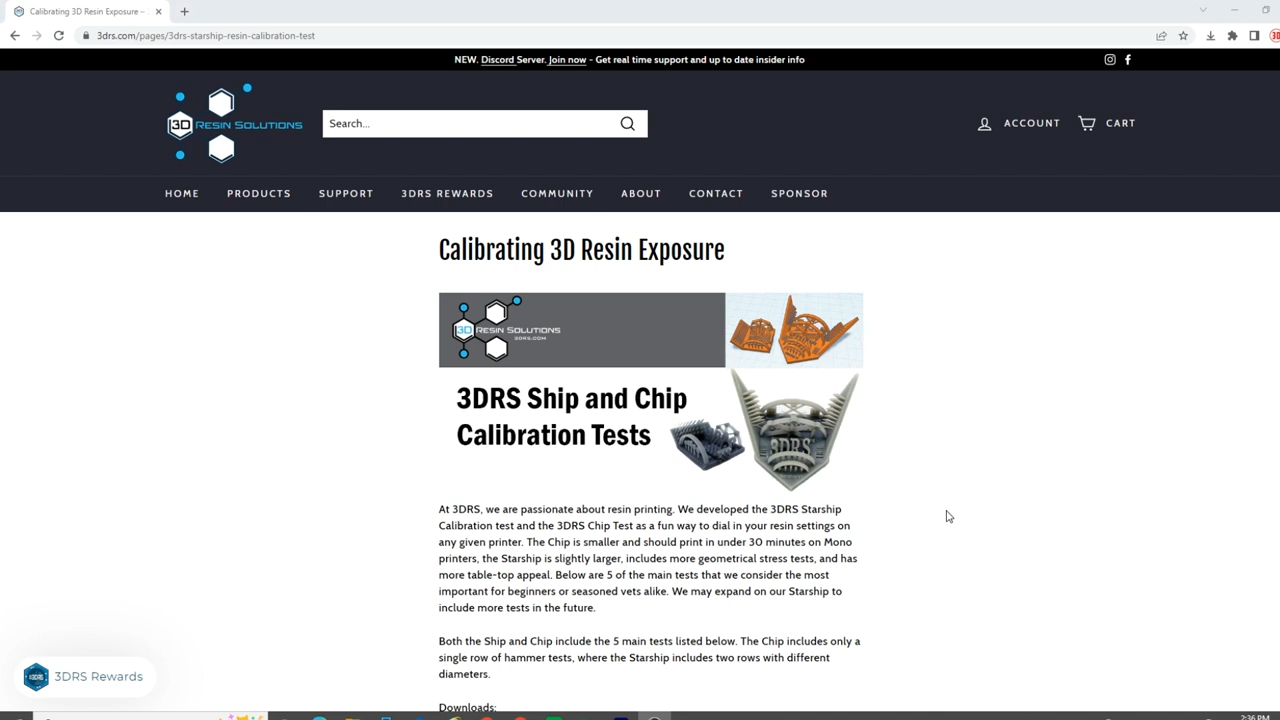 Calibrating 3D Resin Exposure –
3drs.com/pages/3drs-starship-resin-calibration-test
NEW. Discord Server. Join now - Get real time support and up to date insider info
3D RESIN SOLUTIONS
Search...
ACCOUNT
CART
HOME
PRODUCTS
SUPPORT
3DRS REWARDS
COMMUNITY
ABOUT
CONTACT
SPONSOR
Calibrating 3D Resin Exposure
3D RESIN SOLUTIONS
3DRS.COM
3DRS Ship and Chip
Calibration Tests
3DRS
At 3DRS, we are passionate about resin printing. We developed the 3DRS Starship
Calibration test and the 3DRS Chip Test as a fun way to dial in your resin settings on
any given printer. The Chip is smaller and should print in under 30 minutes on Mono
printers, the Starship is slightly larger, includes more geometrical stress tests, and has
more table-top appeal. Below are 5 of the main tests that we consider the most
important for beginners or seasoned vets alike. We may expand on our Starship to
include more tests in the future.
Both the Ship and Chip include the 5 main tests listed below. The Chip includes only a
single row of hammer tests, where the Starship includes two rows with different
diameters.
Downloads:
3DRS Rewards
2:36 PM